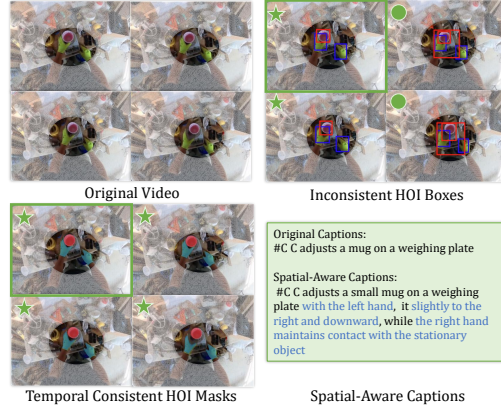 Original Video
Inconsistent HOI Boxes
Original Captions:
#C C adjusts a mug on a weighing plate
Spatial-Aware Captions:
#C C adjusts a small mug on a weighing
plate with the left hand,  it slightly to the
right and downward, while the right hand
maintains contact with the stationary
object
Temporal Consistent HOI Masks
Spatial-Aware Captions